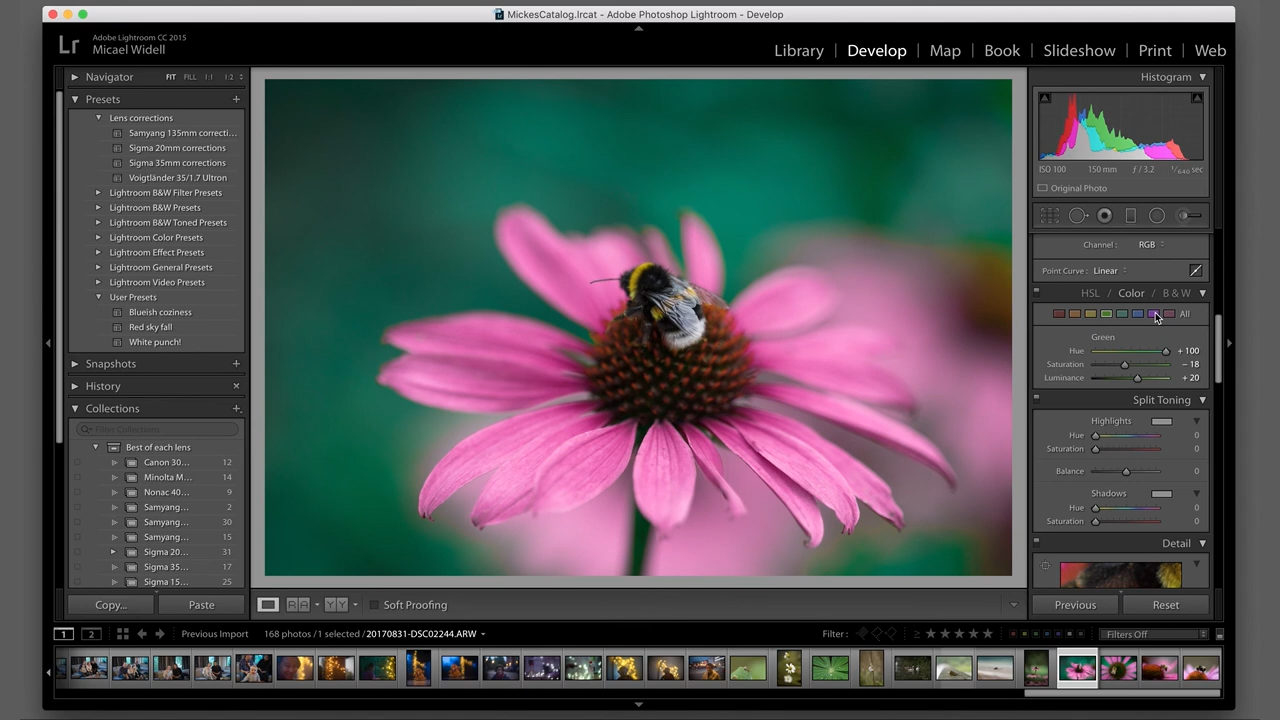 MickesCatalog.lrcat - Adobe Photoshop Lightroom - Develop
Lr
Adobe Lightroom CC 2015
Micael Widell
Library | Develop | Map | Book | Slideshow | Print | Web
Navigator FIT FILL 1:1 1:2
Presets +
Lens corrections
Samyang 135mm correcti...
Sigma 20mm corrections
Sigma 35mm corrections
Voigtländer 35/1.7 Ultron
Lightroom B&W Filter Presets
Lightroom B&W Presets
Lightroom B&W Toned Presets
Lightroom Color Presets
Lightroom Effect Presets
Lightroom General Presets
Lightroom Video Presets
User Presets
Blueish coziness
Red sky fall
White punch!
Snapshots +
History ×
Collections +
Filter Collections
Best of each lens
Canon 30... 12
Minolta M... 14
Nonac 40... 9
Samyang... 2
Samyang... 30
Samyang... 15
Sigma 20... 31
Sigma 35... 17
Sigma 15... 25
Copy... Paste
Histogram
ISO 100 150 mm ƒ / 3.2 1/640 sec
Original Photo
Channel : RGB
Point Curve : Linear
HSL / Color / B & W
All
Green
Hue + 100
Saturation − 18
Luminance + 20
Split Toning
Highlights
Hue 0
Saturation 0
Balance 0
Shadows
Hue 0
Saturation 0
Detail
Previous Reset
R A Y Y Soft Proofing
1 2 Previous Import 168 photos / 1 selected / 20170831-DSC02244.ARW Filter : ≥ ★ ★ ★ ★ ★ Filters Off